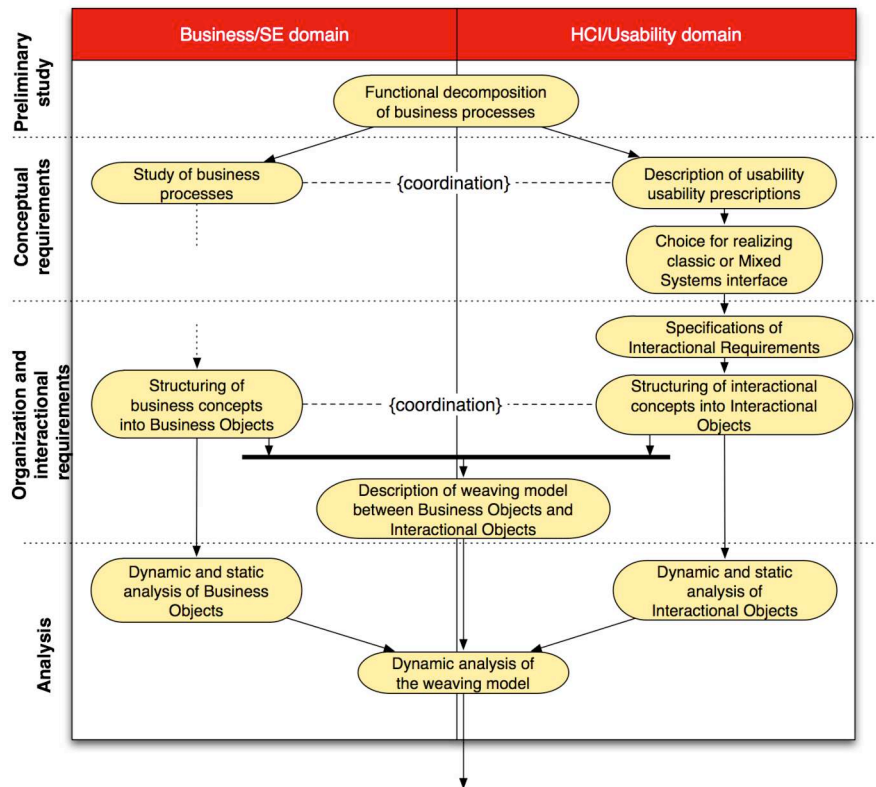 Business/SE domain
HCI/Usability domain
Preliminary
study
Functional decomposition
of business processes
Conceptual
requirements
Study of business
processes
{coordination}
Description of usability
usability prescriptions
Choice for realizing
classic or Mixed
Systems interface
Organization and
interactional
requirements
Specifications of
Interactional Requirements
Structuring of
business concepts
into Business Objects
{coordination}
Structuring of interactional
concepts into Interactional
Objects
Description of weaving model
between Business Objects and
Interactional Objects
Analysis
Dynamic and static
analysis of Business
Objects
Dynamic and static
analysis of
Interactional Objects
Dynamic analysis of
the weaving model